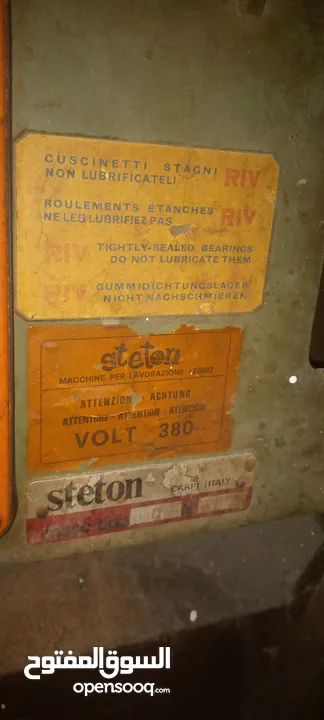 CUSCINETTI STAGNI
NON LUBRIFICATELI RIV
ROULEMENTS ÉTANCHES
NE LES LUBRIFIEZ PAS RIV
RIV TIGHTLY-SEALED BEARINGS
DO NOT LUBRICATE THEM
RIV GUMMIDICHTUNGSLAGER
NICHT NACHSCHMIEREN
steton
MACCHINE PER LAVORAZIONE LEGNO
ATTENZIONE - ACHTUNG
ATTENTION - ATTENTION - ATENCION
VOLT 380
steton CARPI (ITALY)
السوق المفتوح
opensooq.com